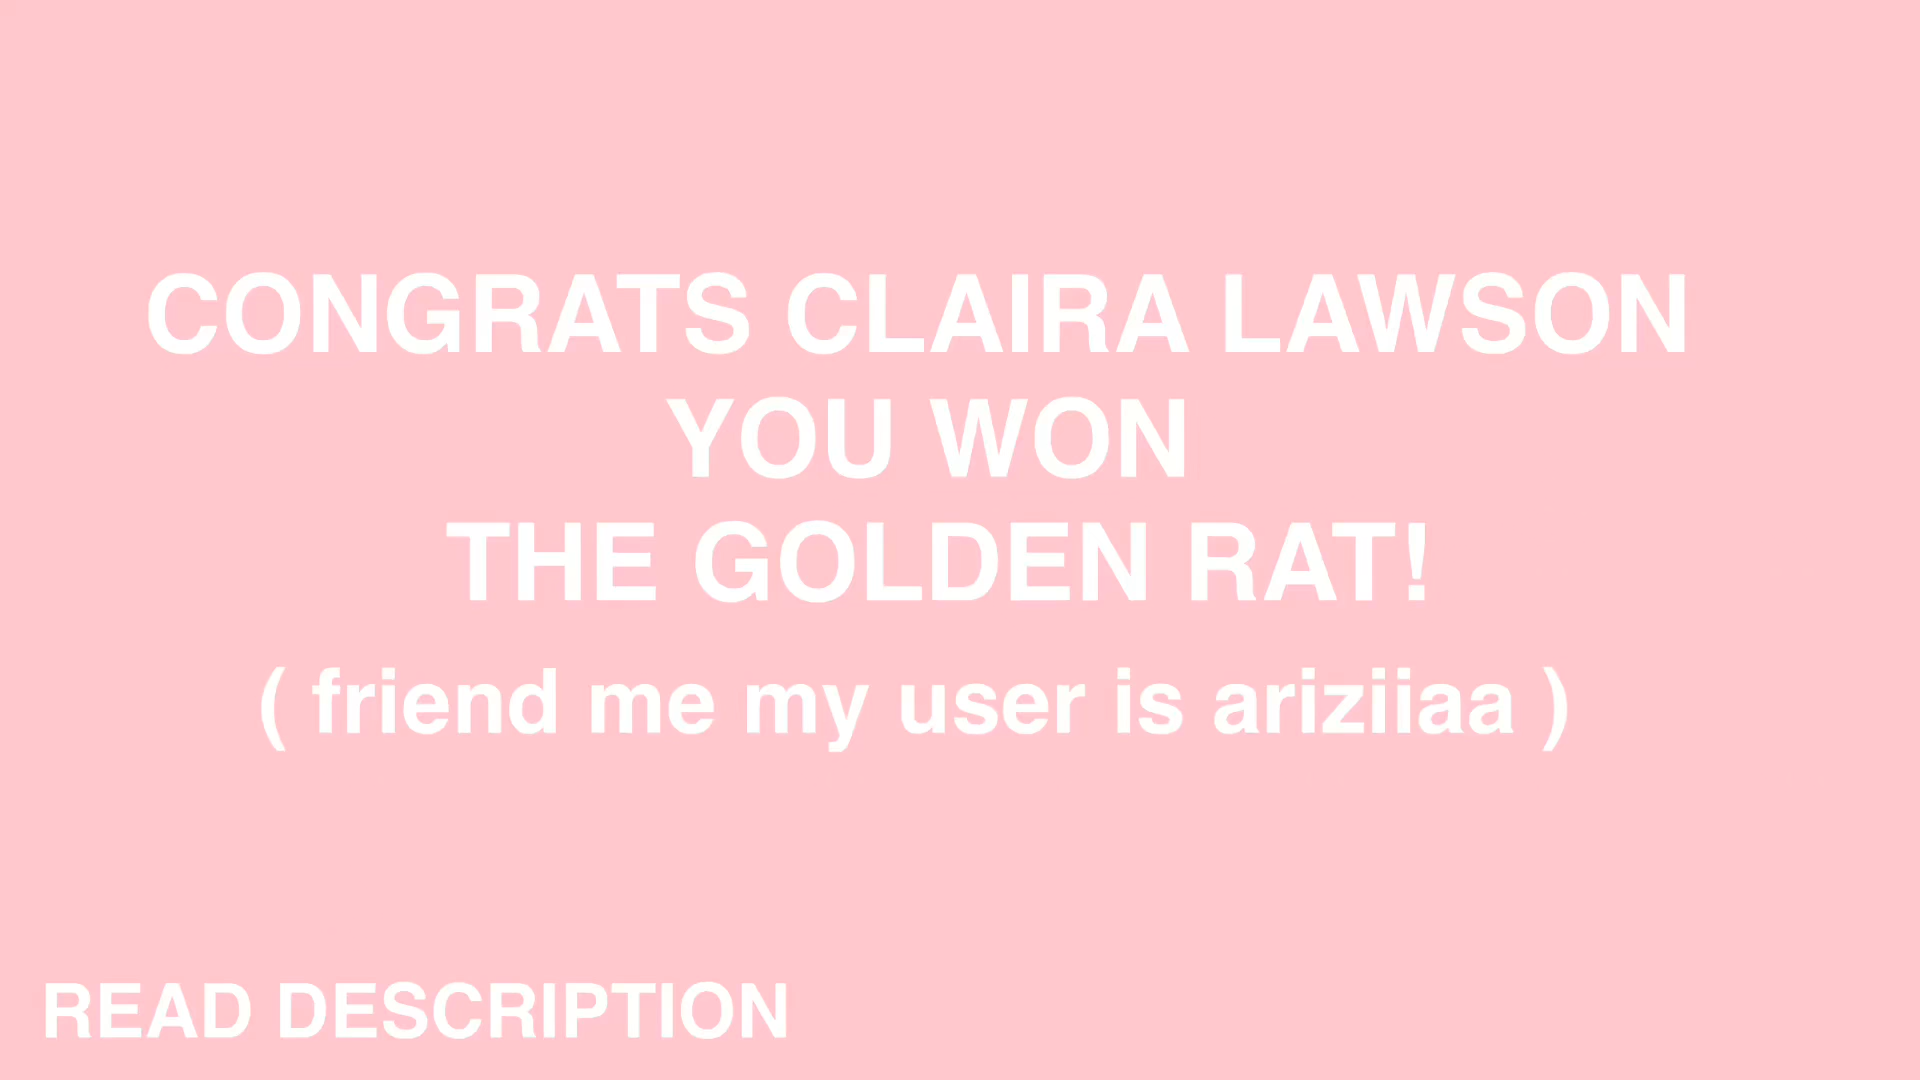 CONGRATS CLAIRA LAWSON
YOU WON
THE GOLDEN RAT!
( friend me my user is ariziiaa )
READ DESCRIPTION